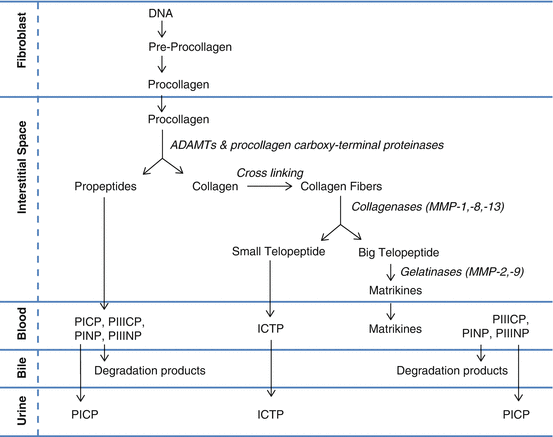 Fibroblast
DNA
Pre-Procollagen
Procollagen
Interstitial Space
Procollagen
ADAMTs & procollagen carboxy-terminal proteinases
Propeptides
Collagen
Cross linking
Collagen Fibers
Collagenases (MMP-1,-8,-13)
Small Telopeptide
Big Telopeptide
Gelatinases (MMP-2,-9)
Matrikines
Blood
PICP, PIIICP,
PINP, PIIINP
ICTP
Matrikines
PIIICP,
PINP, PIIINP
Bile
Degradation products
Degradation products
Urine
PICP
ICTP
PICP